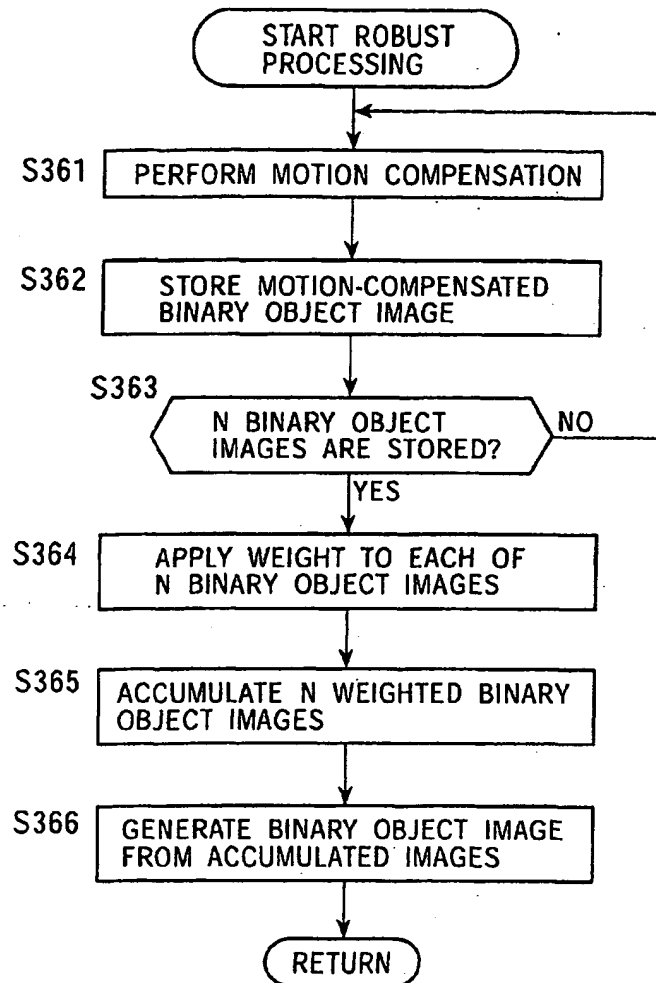 START ROBUST
PROCESSING
S361
PERFORM MOTION COMPENSATION
S362
STORE MOTION-COMPENSATED
BINARY OBJECT IMAGE
S363
N BINARY OBJECT
IMAGES ARE STORED?
NO
YES
S364
APPLY WEIGHT TO EACH OF
N BINARY OBJECT IMAGES
S365
ACCUMULATE N WEIGHTED BINARY
OBJECT IMAGES
S366
GENERATE BINARY OBJECT IMAGE
FROM ACCUMULATED IMAGES
RETURN